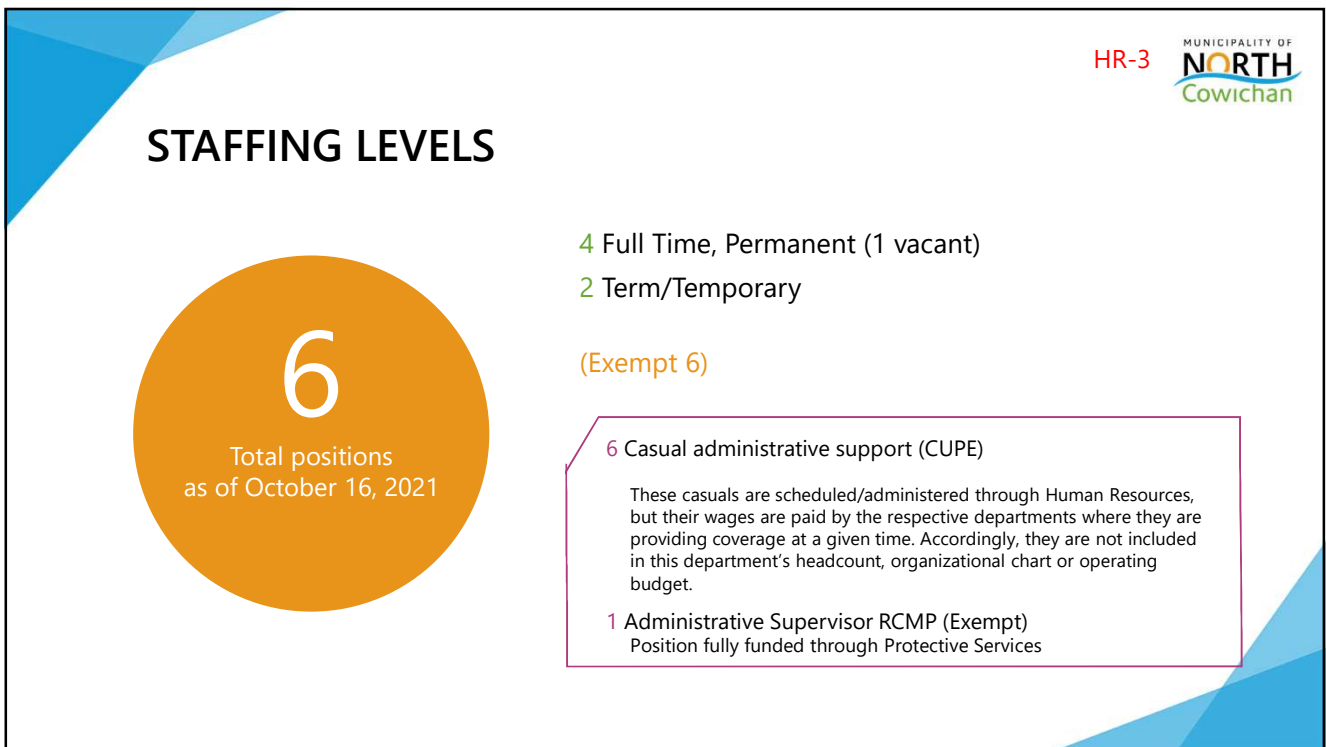 HR-3
MUNICIPALITY OF
NORTH
Cowichan
STAFFING LEVELS
6
Total positions
as of October 16, 2021
4 Full Time, Permanent (1 vacant)
2 Term/Temporary
(Exempt 6)
6 Casual administrative support (CUPE)
These casuals are scheduled/administered through Human Resources,
but their wages are paid by the respective departments where they are
providing coverage at a given time. Accordingly, they are not included
in this department’s headcount, organizational chart or operating
budget.
1 Administrative Supervisor RCMP (Exempt)
Position fully funded through Protective Services